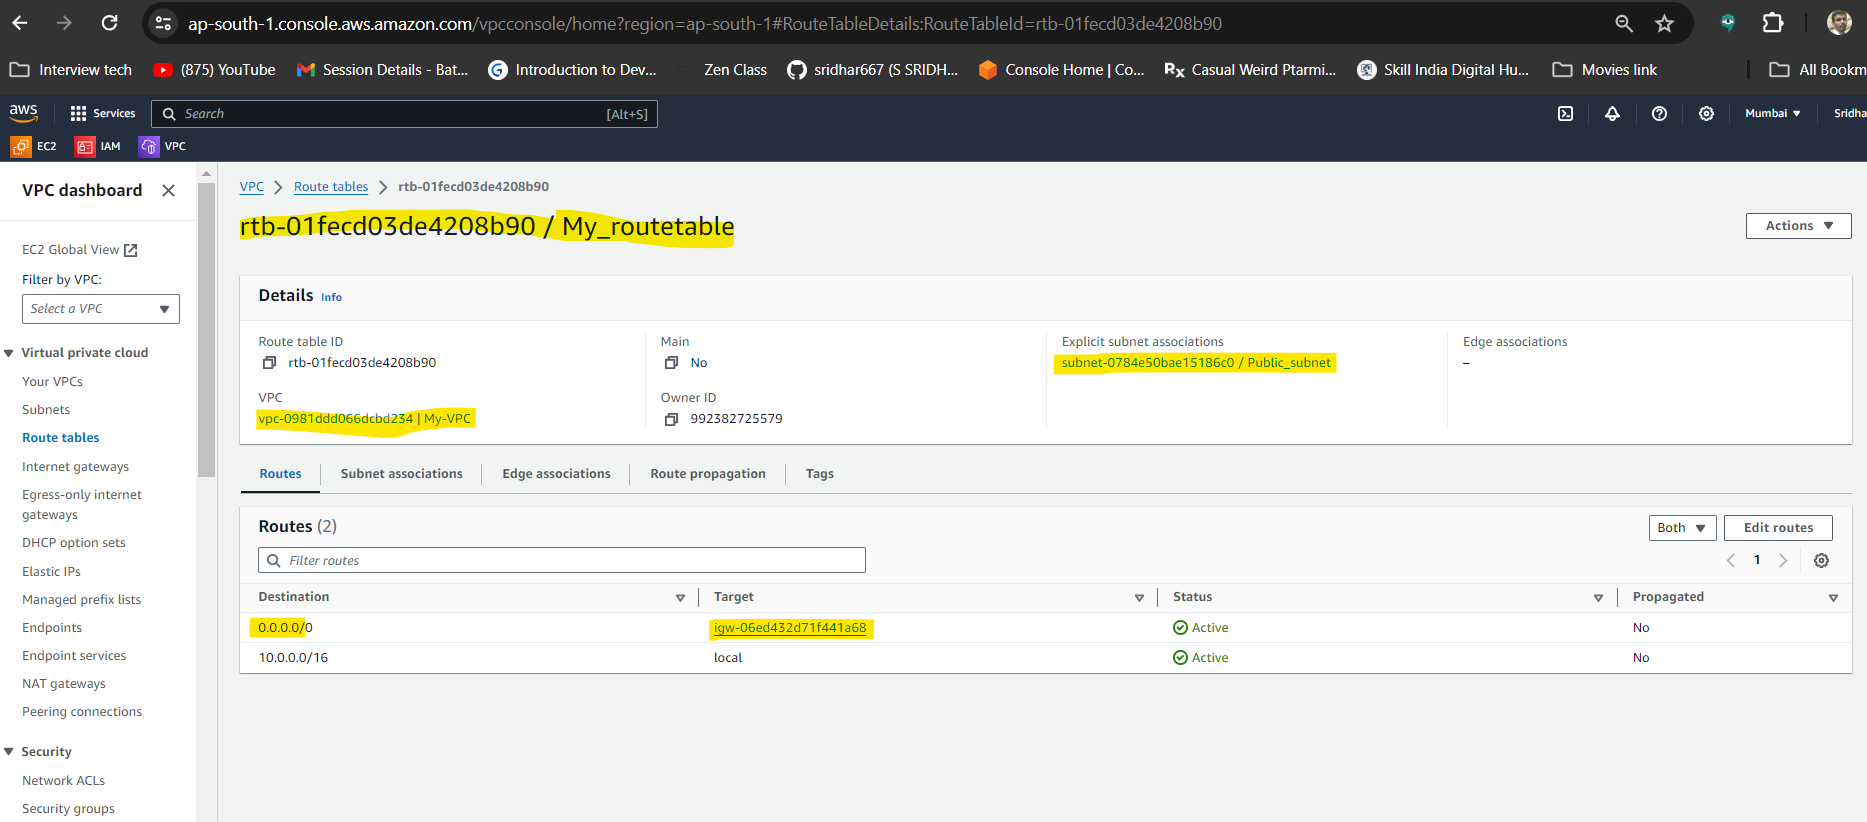 ap-south-1.console.aws.amazon.com/vpcconsole/home?region=ap-south-1#RouteTableDetails:RouteTableId=rtb-01fecd03de4208b90
Interview tech (875) YouTube Session Details - Bat... Introduction to Dev... Zen Class sridhar667 (S SRIDH... Console Home | Co... Rx Casual Weird Ptarmi... Skill India Digital Hu... Movies link All Bookm
aws Services Search [Alt+S] Mumbai Sridha
EC2 IAM VPC
VPC dashboard
EC2 Global View
Filter by VPC:
Select a VPC
Virtual private cloud
Your VPCs
Subnets
Route tables
Internet gateways
Egress-only internet
gateways
DHCP option sets
Elastic IPs
Managed prefix lists
Endpoints
Endpoint services
NAT gateways
Peering connections
Security
Network ACLs
Security groups
VPC Route tables rtb-01fecd03de4208b90
rtb-01fecd03de4208b90 / My_routetable
Actions
Details Info
Route table ID
rtb-01fecd03de4208b90
Main
No
Explicit subnet associations
subnet-0784e50bae15186c0 / Public_subnet
Edge associations
–
VPC
vpc-0981ddd066dcbd234 | My-VPC
Owner ID
992382725579
Routes Subnet associations Edge associations Route propagation Tags
Routes (2)
Both Edit routes
Filter routes
1
Destination Target Status Propagated
0.0.0.0/0 igw-06ed432d71f441a68 Active No
10.0.0.0/16 local Active No